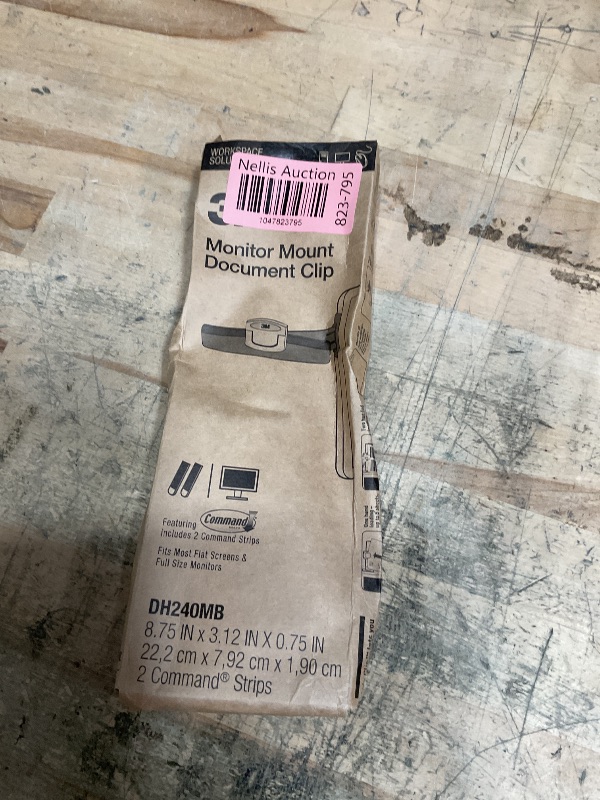 WORKSPACE
SOLU
Nellis Auction
1047823795
823-795
3
Monitor Mount
Document Clip
3M
Featuring Command
Includes 2 Command Strips
Fits Most Flat Screens &
Full Size Monitors
DH240MB
8.75 IN x 3.12 IN X 0.75 IN
22,2 cm x 7,92 cm x 1,90 cm
2 Command® Strips